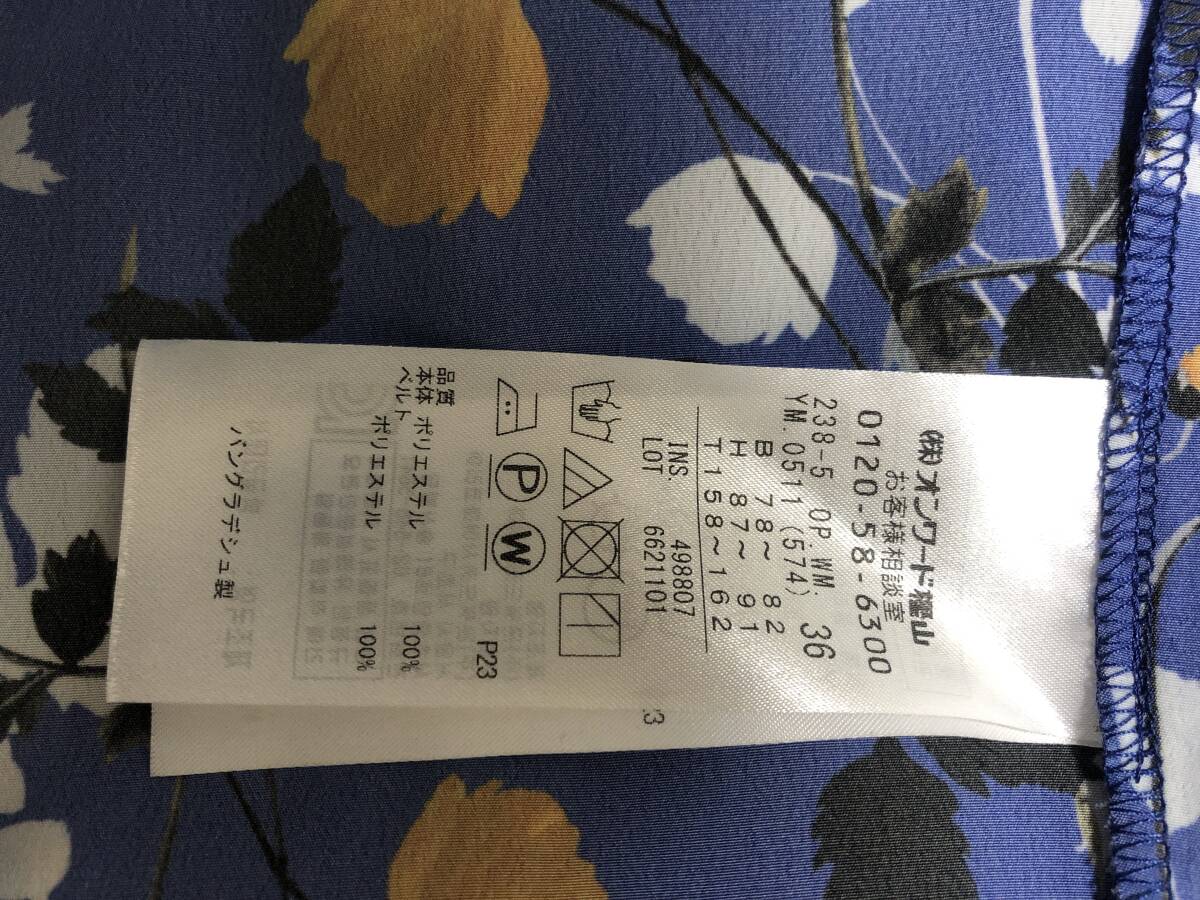 ㈱オンワード樫山
お客様相談室
0120-58-6300
238-5 OP.WM. 36
YM.0511 (574)
B 78~ 82
H 87~ 91
T158~162
INS. 498807
LOT 6621101
P W
P23
品質
本体 ポリエステル 100%
ベルト
ポリエステル 100%
バングラデシュ製